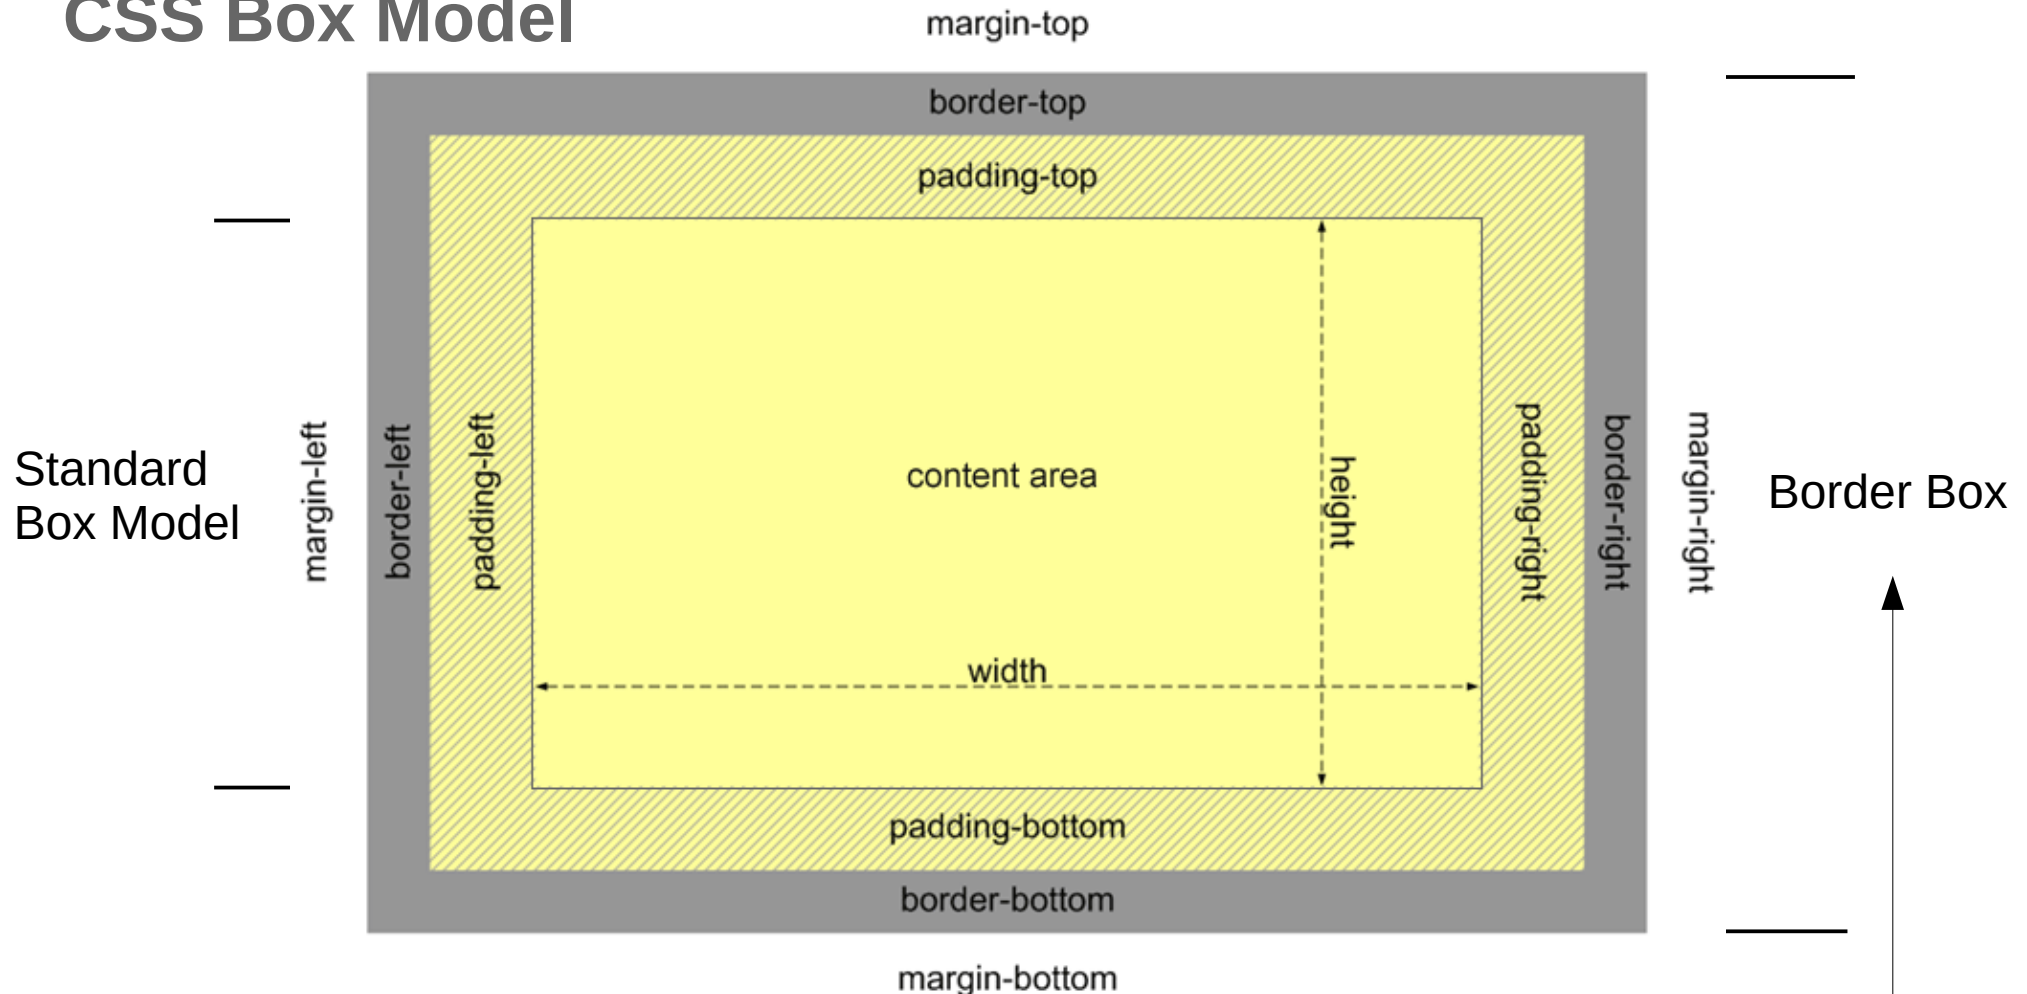 CSS Box Model
margin-top
border-top
padding-top
Standard
Box Model
margin-left
border-left
padding-left
content area
height
width
padding-right
border-right
margin-right
Border Box
padding-bottom
border-bottom
margin-bottom